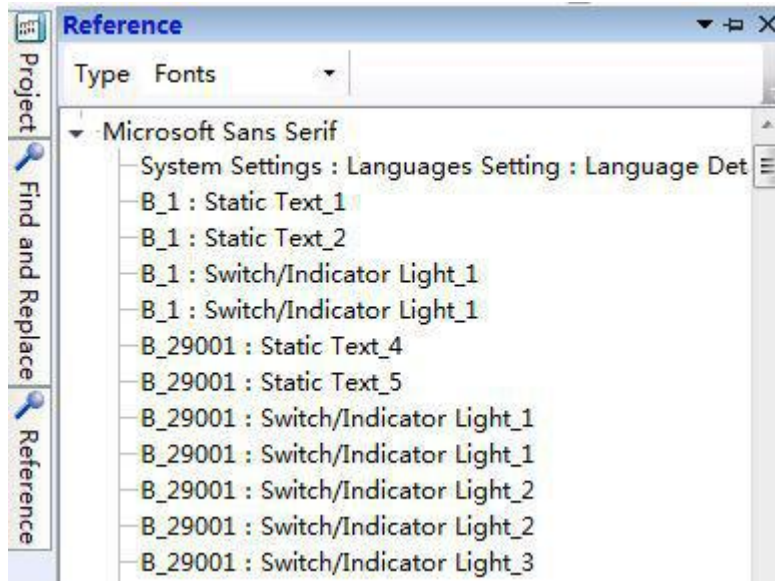 Reference
Type Fonts
Microsoft Sans Serif
System Settings : Languages Setting : Language Det
B_1 : Static Text_1
B_1 : Static Text_2
B_1 : Switch/Indicator Light_1
B_1 : Switch/Indicator Light_1
B_29001 : Static Text_4
B_29001 : Static Text_5
B_29001 : Switch/Indicator Light_1
B_29001 : Switch/Indicator Light_1
B_29001 : Switch/Indicator Light_2
B_29001 : Switch/Indicator Light_2
B_29001 : Switch/Indicator Light_3
Project
Find and Replace
Reference